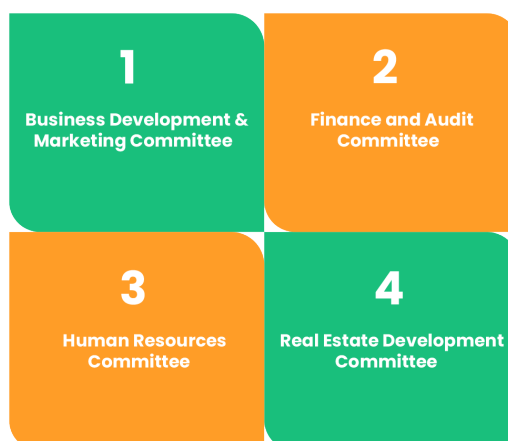 1
Business Development &
Marketing Committee
2
Finance and Audit
Committee
3
Human Resources
Committee
4
Real Estate Development
Committee